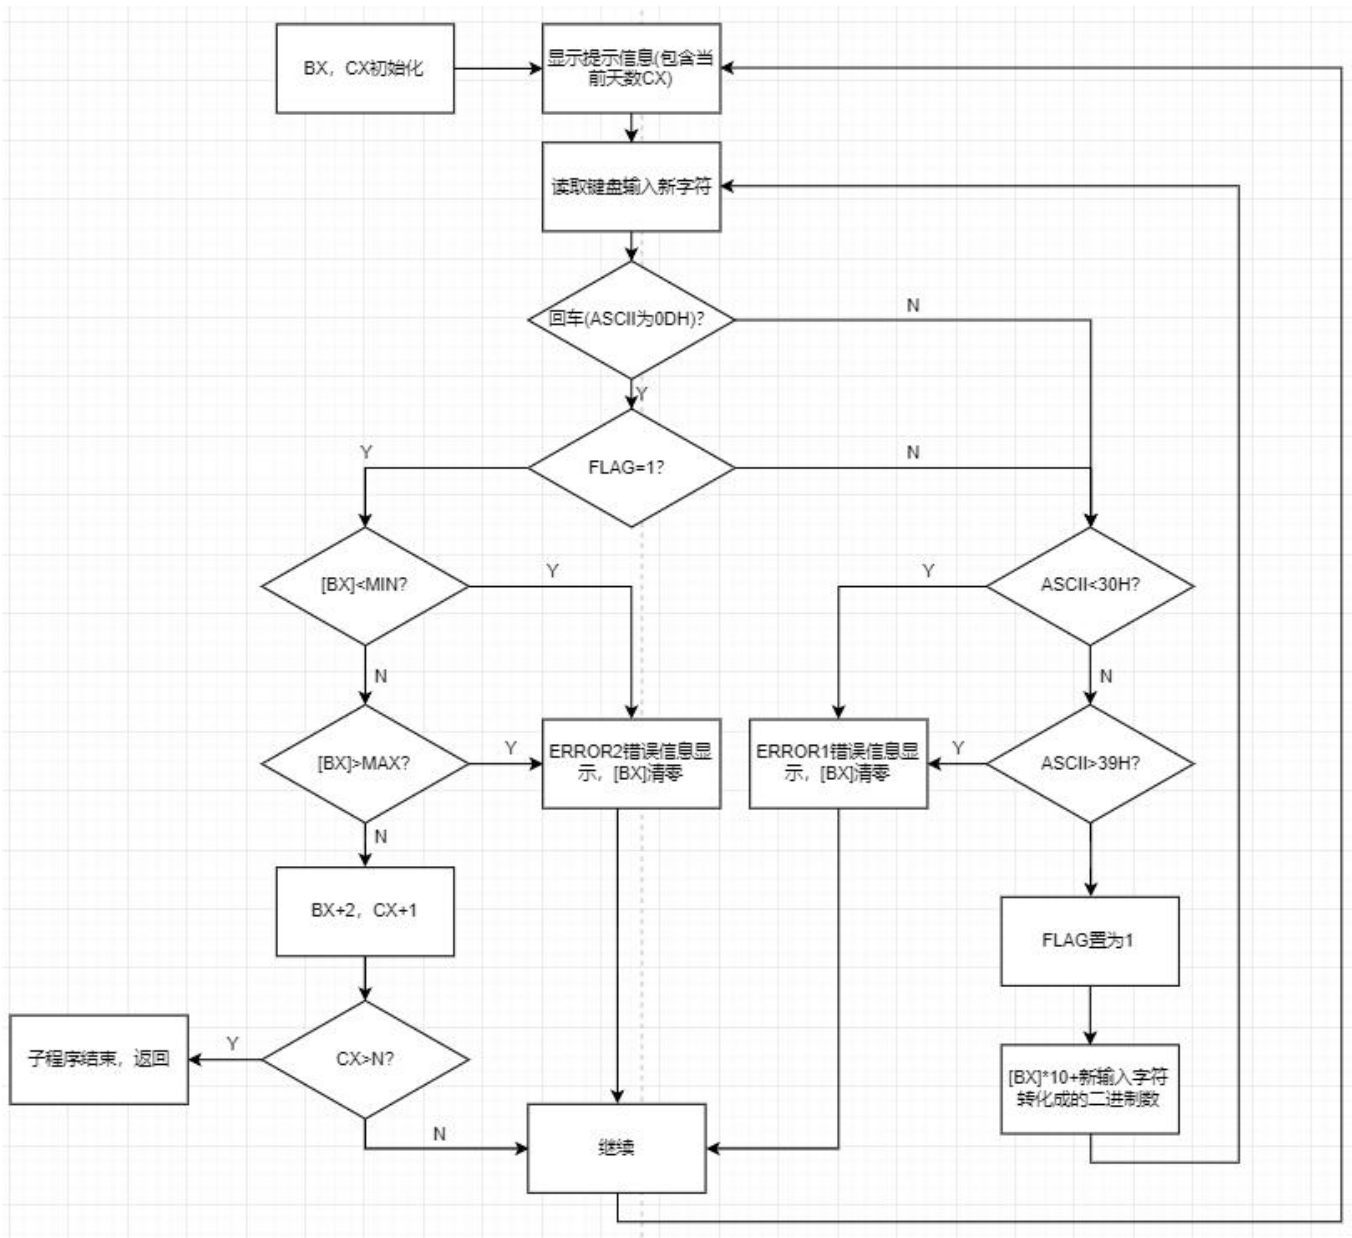 BX，CX初始化
显示提示信息(包含当
前天数CX)
读取键盘输入新字符
回车(ASCII为0DH)?
N
Y
FLAG=1?
Y
N
[BX]<MIN?
Y
Y
ASCII<30H?
N
N
[BX]>MAX?
Y
ERROR2错误信息显
示，[BX]清零
ERROR1错误信息显
示，[BX]清零
Y
ASCII>39H?
N
BX+2，CX+1
FLAG置为1
子程序结束，返回
Y
CX>N?
[BX]*10+新输入字符
转化成的二进制数
N
继续